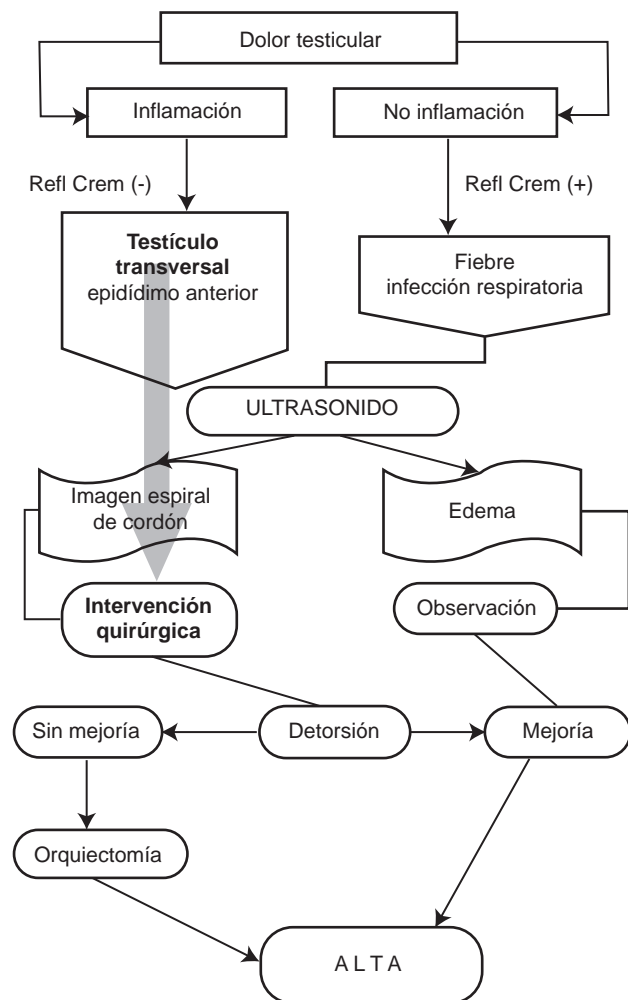 Dolor testicular
Inflamación
No inflamación
Refl Crem (-)
Refl Crem (+)
Testículo
transversal
epidídimo anterior
Fiebre
infección respiratoria
ULTRASONIDO
Imagen espiral
de cordón
Edema
Intervención
quirúrgica
Observación
Sin mejoría
Detorsión
Mejoría
Orquiectomía
ALTA